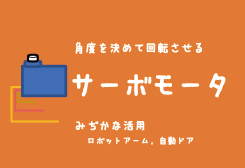 角度を決めて回転させる
サーボモータ
みぢかな活用
ロボットアーム，自動ドア